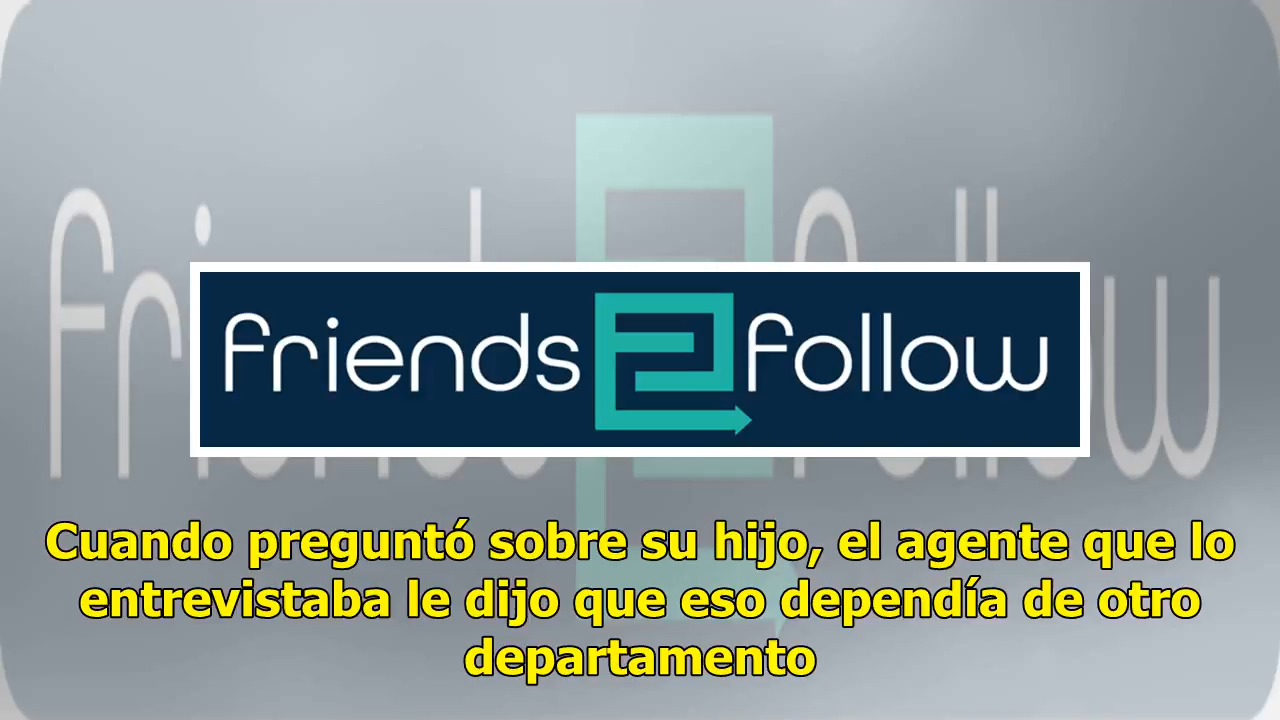 friends2follow
friends2follow
Cuando preguntó sobre su hijo, el agente que lo
entrevistaba le dijo que eso dependía de otro
departamento